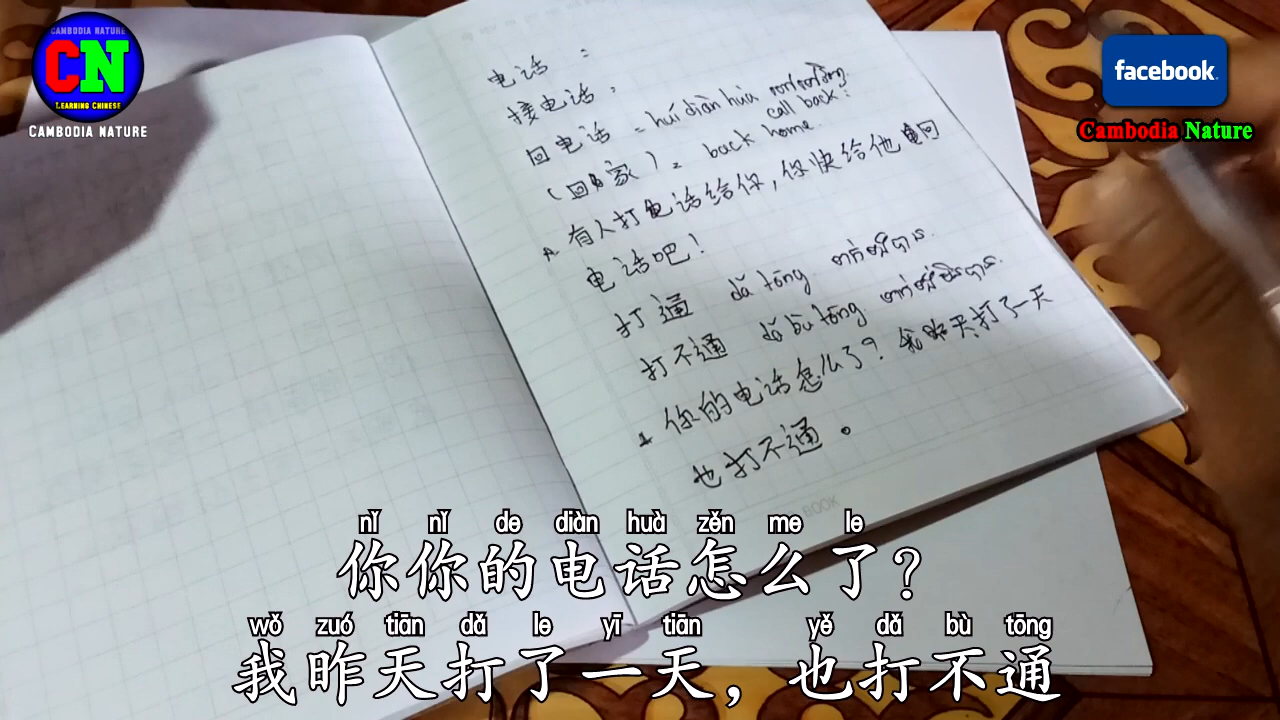 CAMBODIA NATURE
CN
LEARNING CHINESE
CAMBODIA NATURE
facebook
Cambodia Nature
电话：
接电话，
回电话 = huí diàn huà
call back:
(回家) = back home
有人打电话给你,你快给他回
电话吧！
打通 dǎ tōng
打不通 dǎ bù tōng
你的电话怎么了？我昨天打了一天
也打不通。
BOOK
nǐ nǐ de diàn huà zěn me le
你你的电话怎么了?
wǒ zuó tiān dǎ le yī tiān yě dǎ bù tōng
我昨天打了一天，也打不通